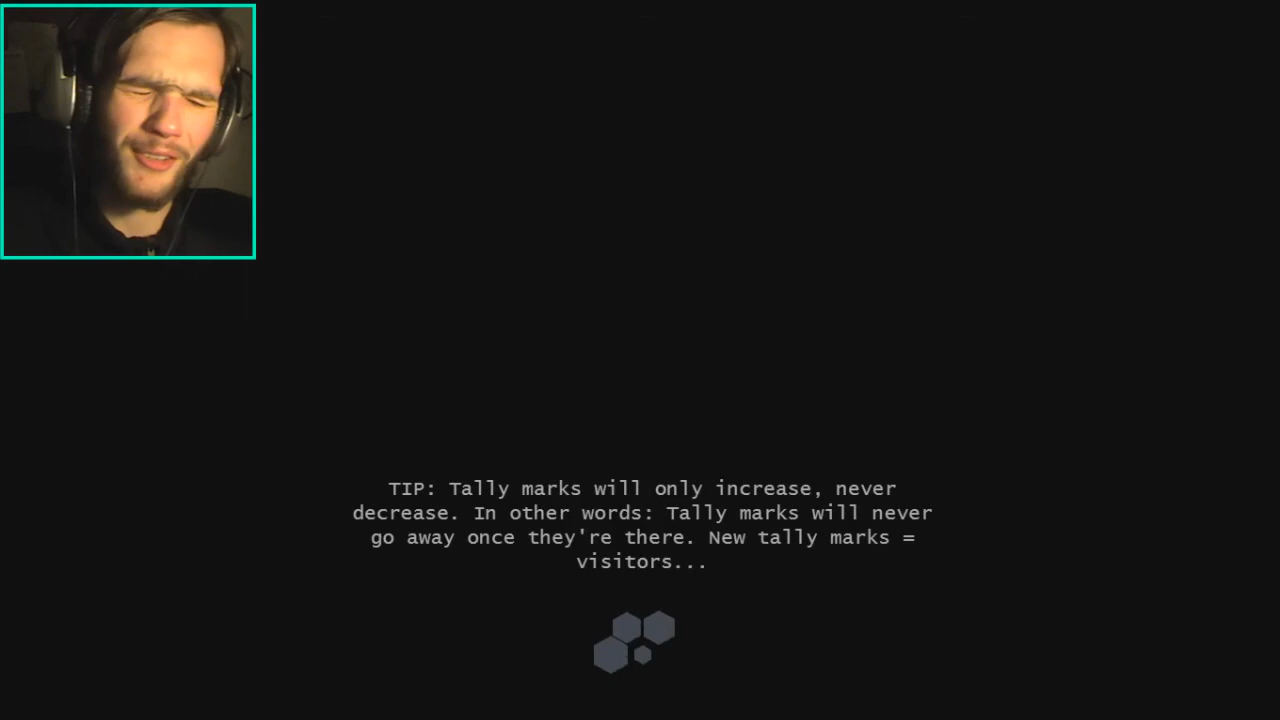 TIP: Tally marks will only increase, never
decrease. In other words: Tally marks will never
go away once they're there. New tally marks =
visitors...